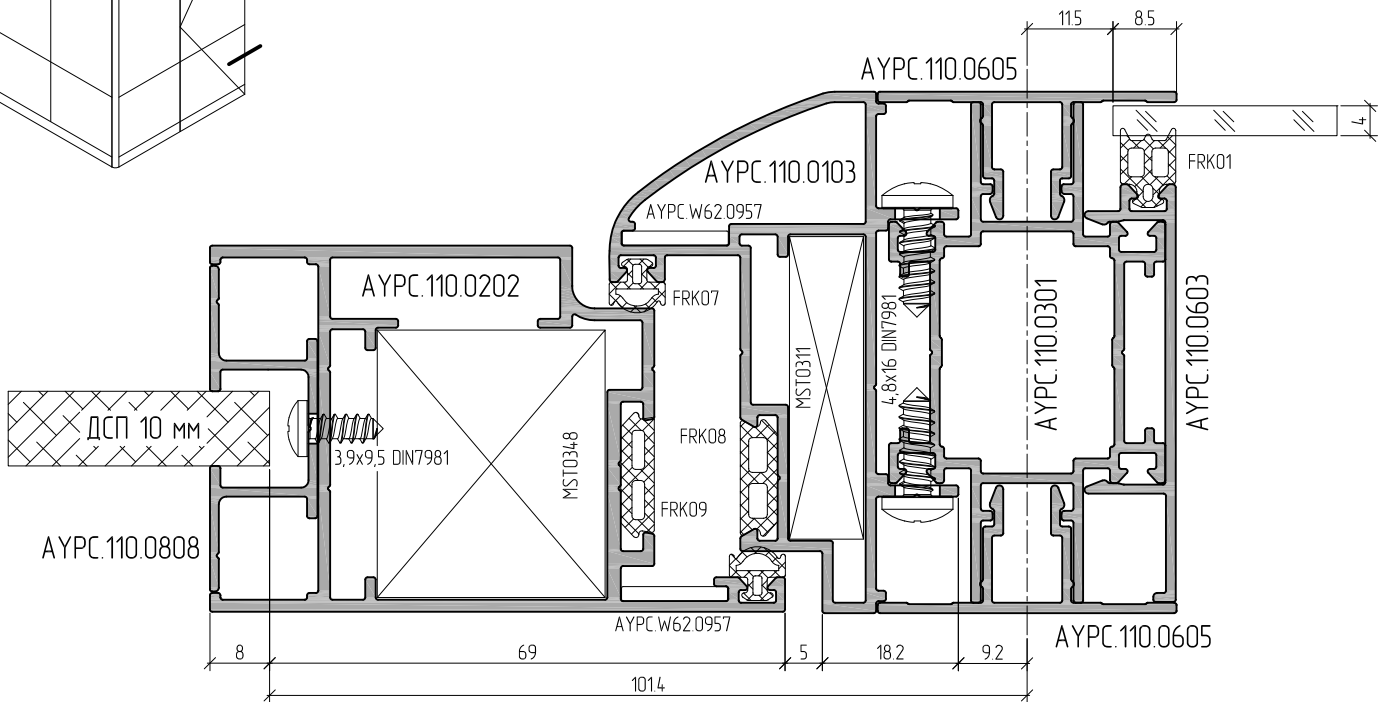 11.5
8.5
AYPC.110.0605
4
FRK01
AYPC.110.0103
AYPC.W62.0957
AYPC.110.0202
FRK07
MST0311
4,8x16 DIN7981
AYPC.110.0301
AYPC.110.0603
ДСП 10 мм
3,9x9,5 DIN7981
MST0348
FRK08
FRK09
AYPC.110.0808
AYPC.W62.0957
AYPC.110.0605
8
69
5
18.2
9.2
101.4